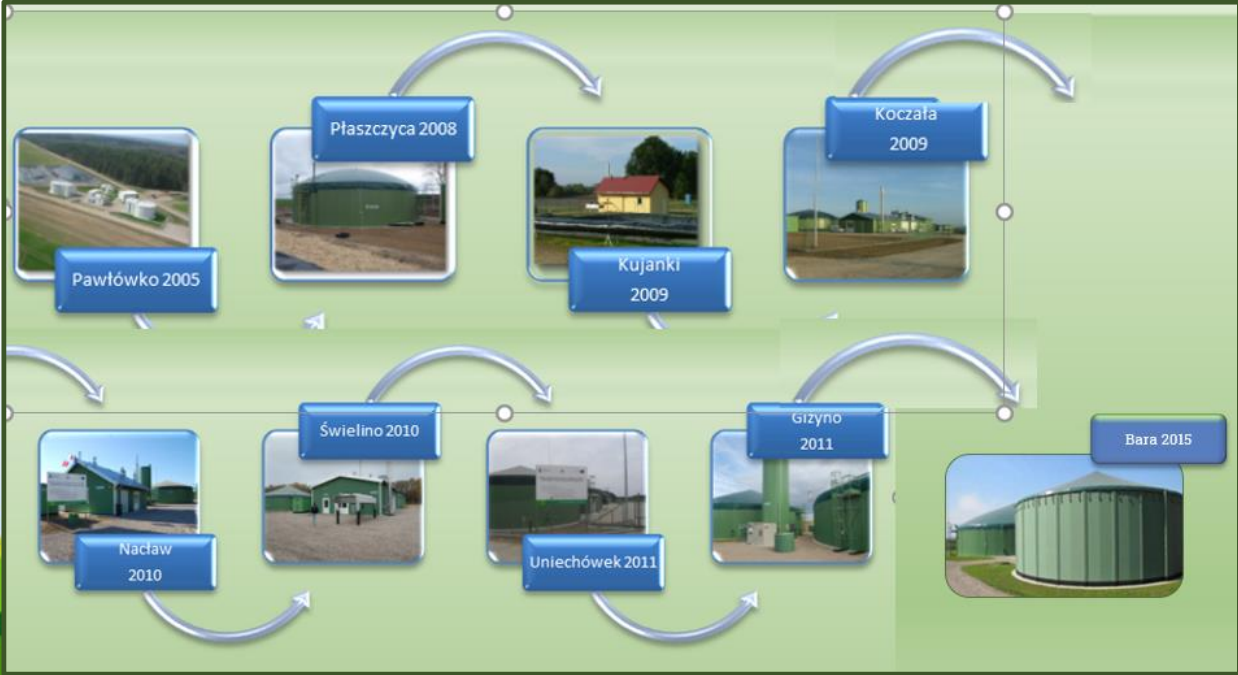 Płaszczyca 2008
Koczała
2009
Pawłówko 2005
Kujanki
2009
Świelino 2010
Giżyno
2011
Bara 2015
Nacław
2010
Uniechówek 2011